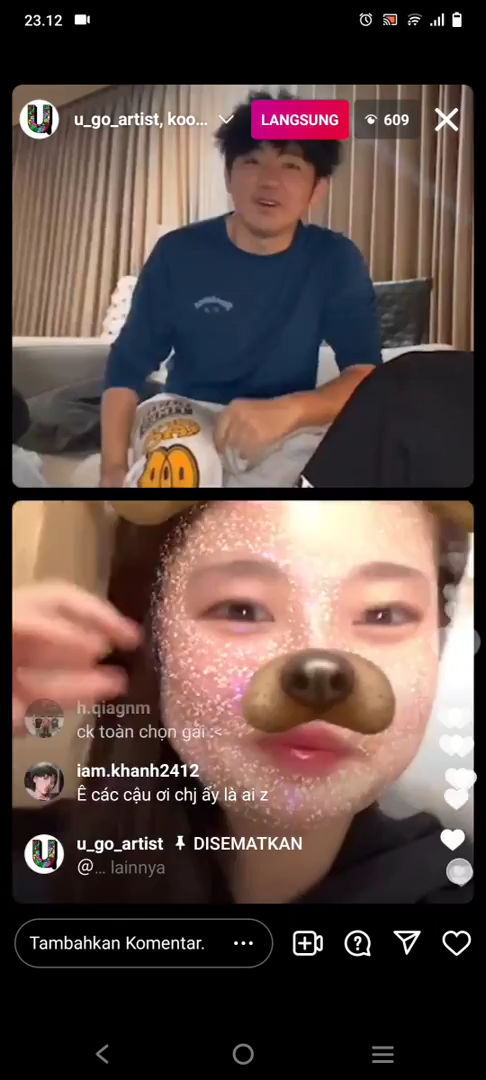 23.12
u_go_artist, koo...
LANGSUNG
609
h.qiagnm
ck toàn chọn gái :<
iam.khanh2412
Ê các cậu ơi chj ấy là ai z
u_go_artist DISEMATKAN
@... lainnya
Tambahkan Komentar.